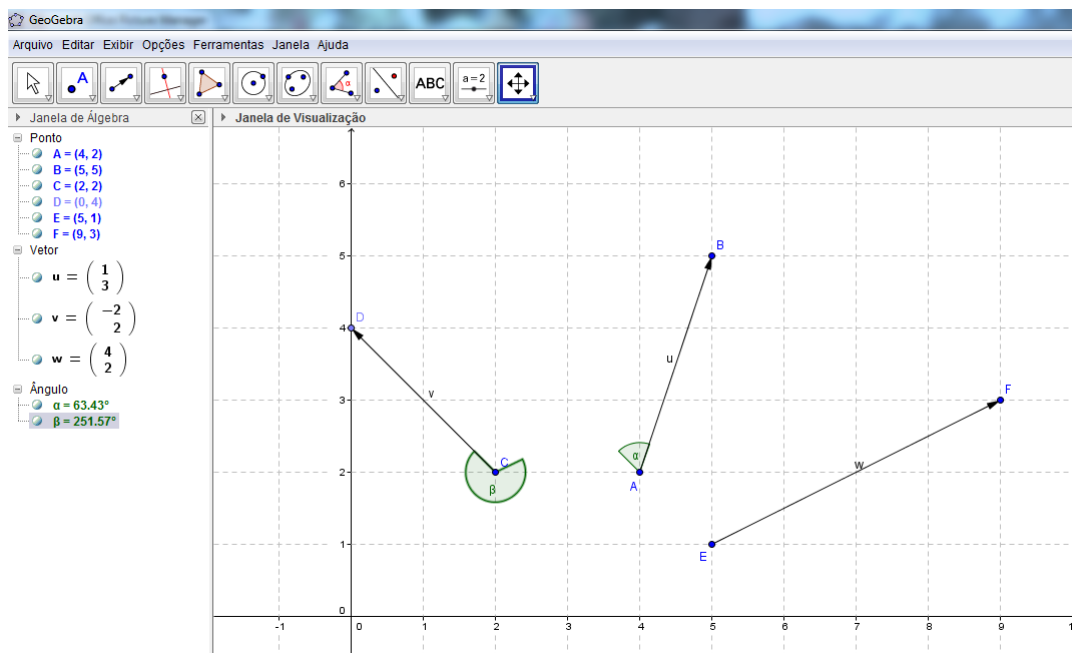 GeoGebra
Arquivo Editar Exibir Opções Ferramentas Janela Ajuda
A
α
ABC
a = 2
Janela de Álgebra
Janela de Visualização
Ponto
A = (4, 2)
B = (5, 5)
C = (2, 2)
D = (0, 4)
E = (5, 1)
F = (9, 3)
Vetor
u = ( 1
3 )
v = ( −2
2 )
w = ( 4
2 )
Ângulo
α = 63.43°
β = 251.57°
6
5
4
3
2
1
0
-1 0 1 2 3 4 5 6 7 8 9 1
B
D
u
v
F
α
C
w
β
A
E